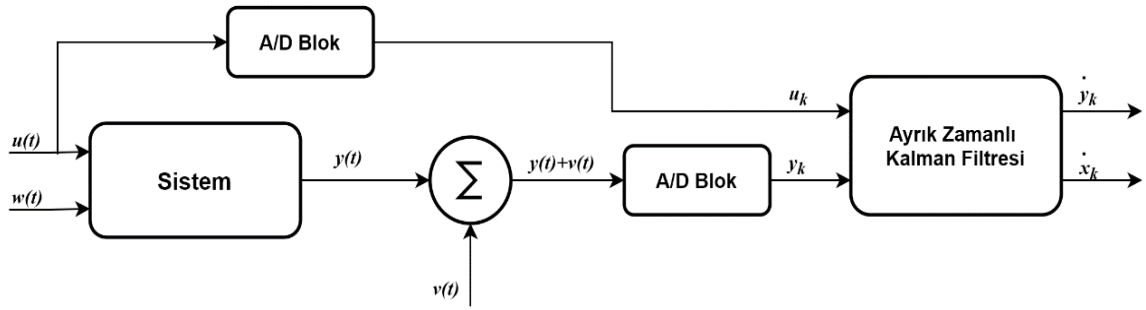 A/D Blok
u(t)
w(t)
Sistem
y(t)
Σ
v(t)
y(t)+v(t)
A/D Blok
u_k
y_k
Ayrık Zamanlı
Kalman Filtresi
ẏ_k
ẋ_k